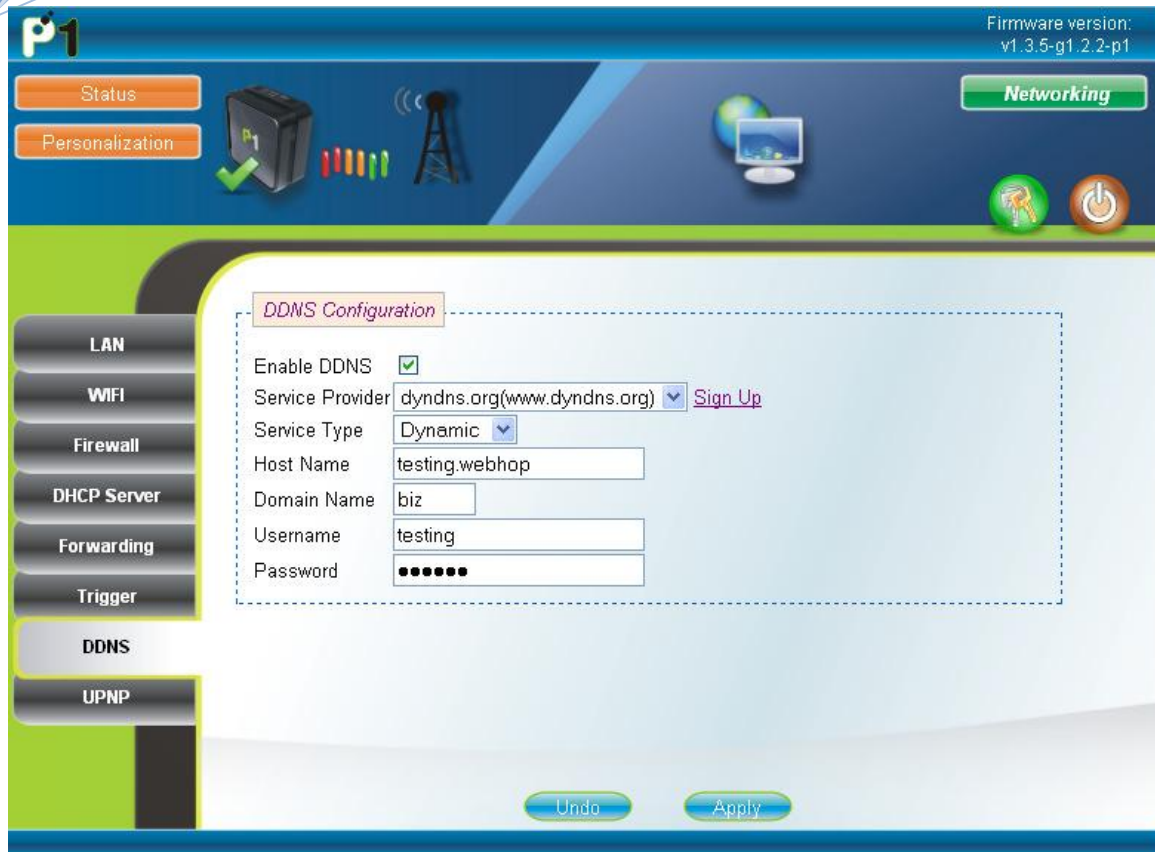 P1
Firmware version:
v1.3.5-g1.2.2-p1
Status
Personalization
P1
Networking
DDNS Configuration
LAN
WIFI
Firewall
DHCP Server
Forwarding
Trigger
DDNS
UPNP
Enable DDNS
Service Provider dyndns.org(www.dyndns.org) Sign Up
Service Type Dynamic
Host Name testing.webhop
Domain Name biz
Username testing
Password ●●●●●●
Undo Apply